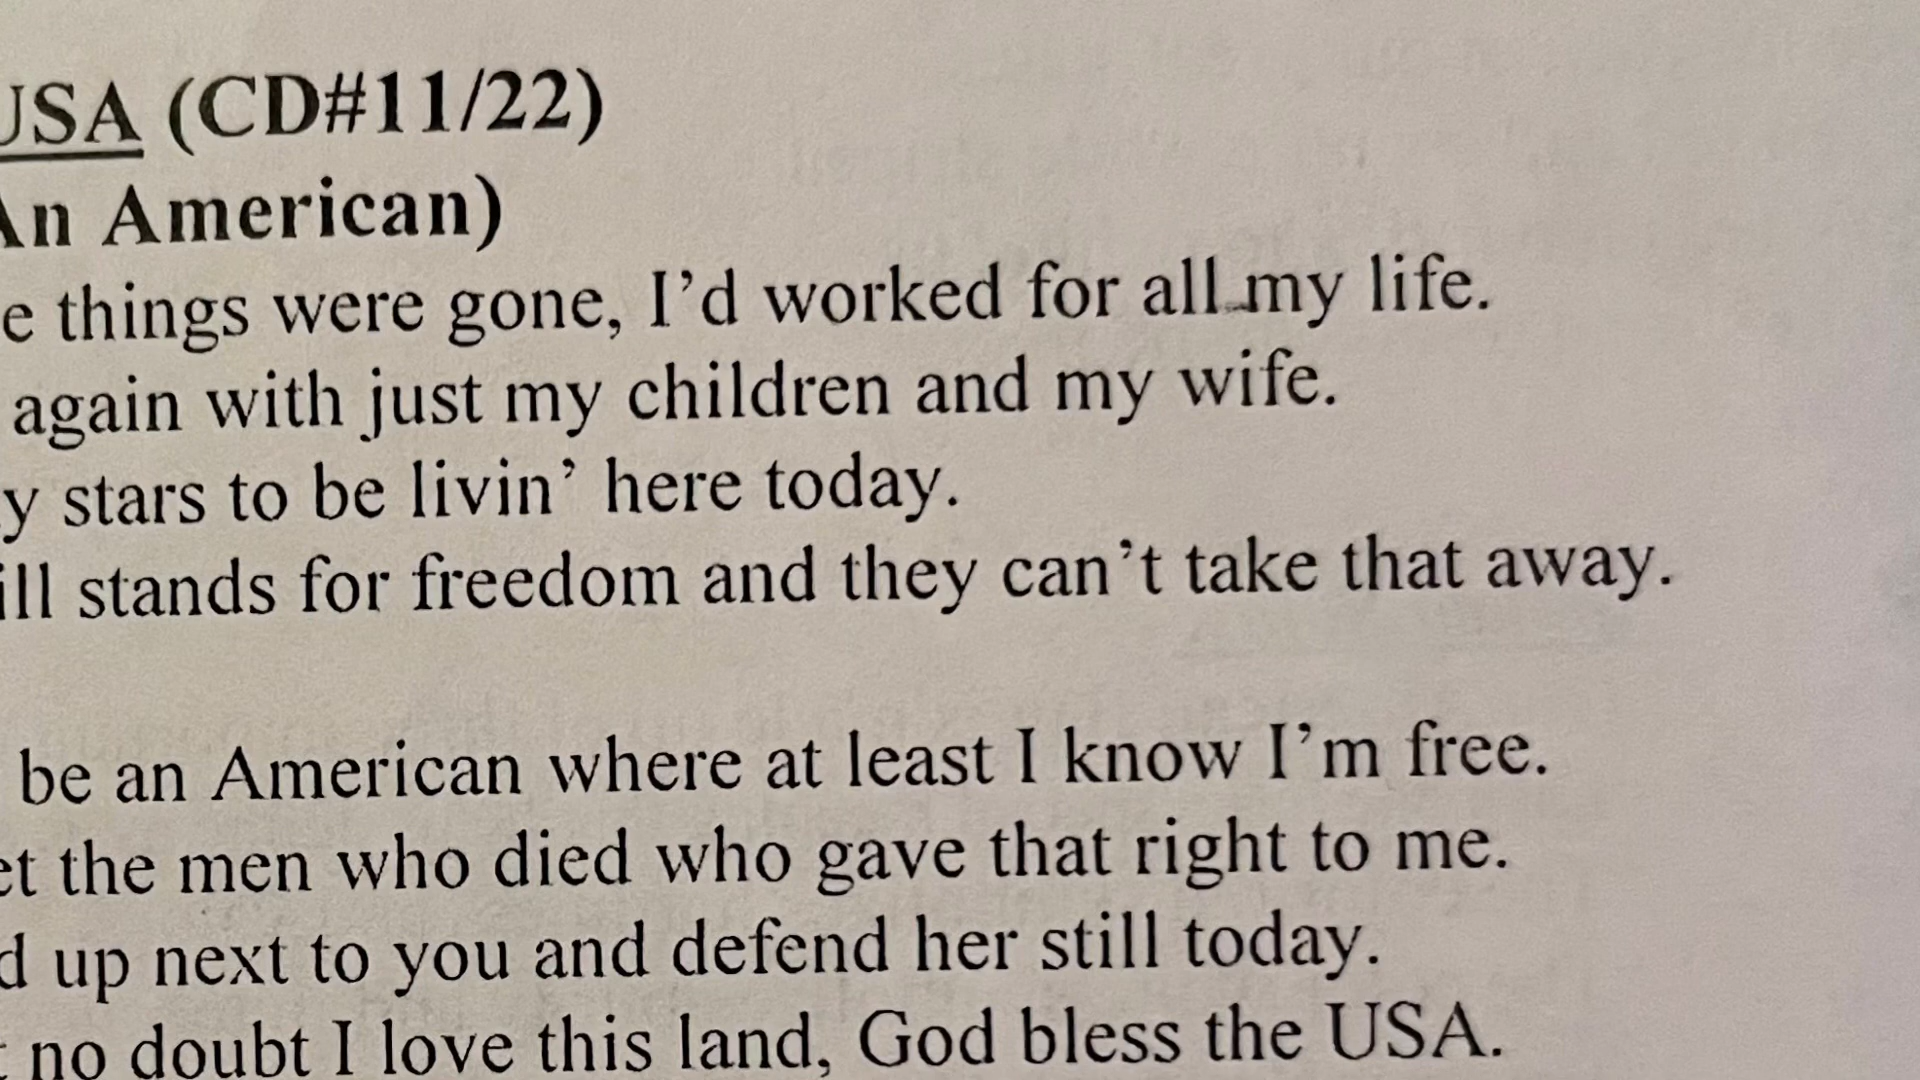 USA (CD#11/22)
An American)
e things were gone, I’d worked for all my life.
again with just my children and my wife.
y stars to be livin’ here today.
ill stands for freedom and they can’t take that away.
be an American where at least I know I’m free.
et the men who died who gave that right to me.
d up next to you and defend her still today.
no doubt I love this land, God bless the USA.